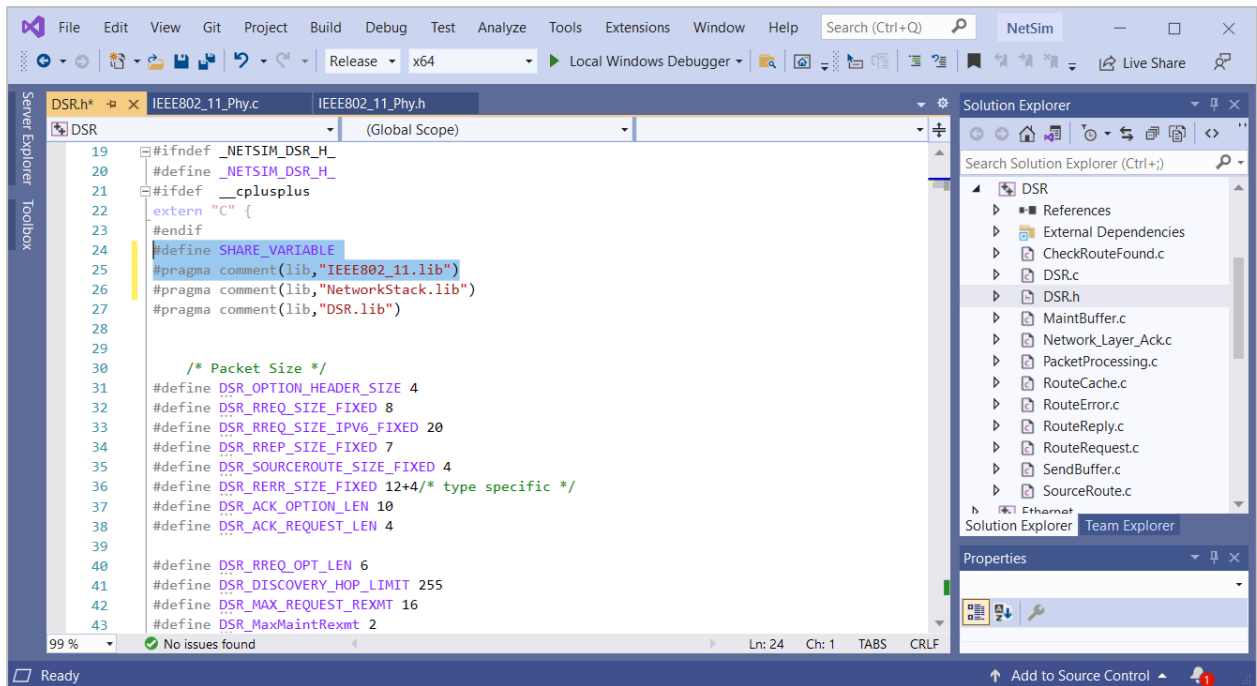 File Edit View Git Project Build Debug Test Analyze Tools Extensions Window Help Search (Ctrl+Q) NetSim
Release x64 Local Windows Debugger Live Share
Server Explorer
Toolbox
DSR.h* IEEE802_11_Phy.c IEEE802_11_Phy.h
DSR (Global Scope)
19 #ifndef _NETSIM_DSR_H_
20 #define _NETSIM_DSR_H_
21 #ifdef __cplusplus
22 extern "C" {
23 #endif
24 #define SHARE_VARIABLE
25 #pragma comment(lib,"IEEE802_11.lib")
26 #pragma comment(lib,"NetworkStack.lib")
27 #pragma comment(lib,"DSR.lib")
28
29
30 /* Packet Size */
31 #define DSR_OPTION_HEADER_SIZE 4
32 #define DSR_RREQ_SIZE_FIXED 8
33 #define DSR_RREQ_SIZE_IPV6_FIXED 20
34 #define DSR_RREP_SIZE_FIXED 7
35 #define DSR_SOURCEROUTE_SIZE_FIXED 4
36 #define DSR_RERR_SIZE_FIXED 12+4/* type specific */
37 #define DSR_ACK_OPTION_LEN 10
38 #define DSR_ACK_REQUEST_LEN 4
39
40 #define DSR_RREQ_OPT_LEN 6
41 #define DSR_DISCOVERY_HOP_LIMIT 255
42 #define DSR_MAX_REQUEST_REXMT 16
43 #define DSR_MaxMaintRexmt 2
99 % No issues found Ln: 24 Ch: 1 TABS CRLF
Solution Explorer
Search Solution Explorer (Ctrl+;)
DSR
References
External Dependencies
CheckRouteFound.c
DSR.c
DSR.h
MaintBuffer.c
Network_Layer_Ack.c
PacketProcessing.c
RouteCache.c
RouteError.c
RouteReply.c
RouteRequest.c
SendBuffer.c
SourceRoute.c
Ethernet
Solution Explorer Team Explorer
Properties
Ready Add to Source Control 1